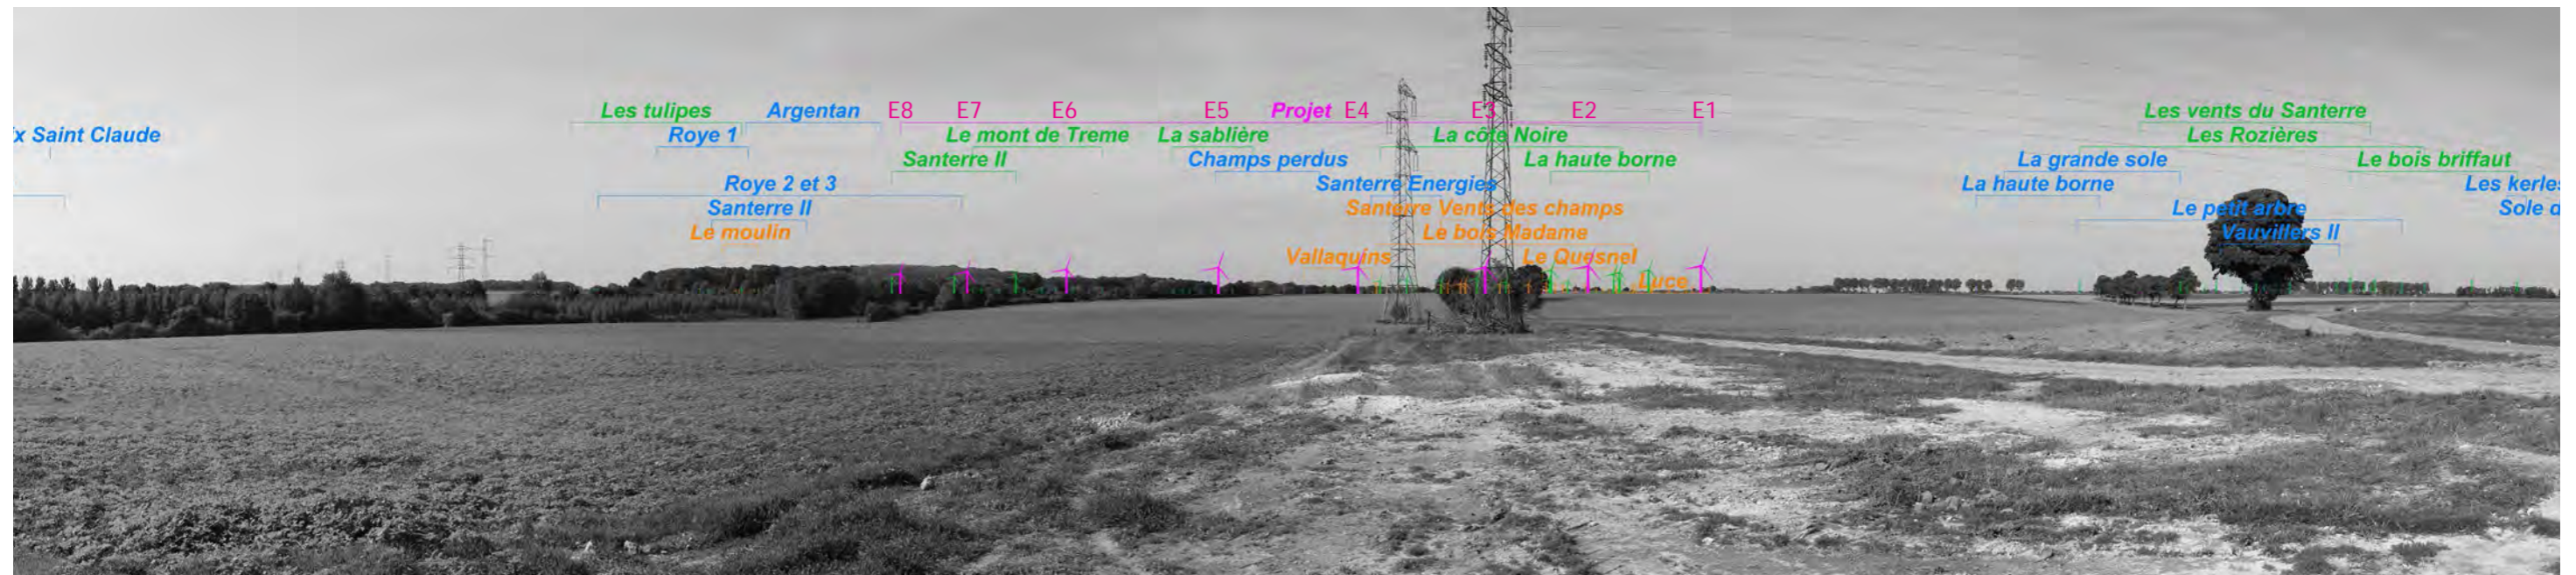 Les tulipes Argentan E8 E7 E6 E5 Projet E4 E3 E2 E1 Les vents du Santerre
x Saint Claude Roye 1 Le mont de Treme La sablière La côte Noire Les Rozières
Santerre II Champs perdus La haute borne La grande sole Le bois briffaut
Roye 2 et 3 Santerre Energies La haute borne Les kerles
Santerre II Santerre Vents des champs Le petit arbre Sole d
Le moulin Le bois Madame Vauvillers II
Vallaquins Le Quesnel
Luce